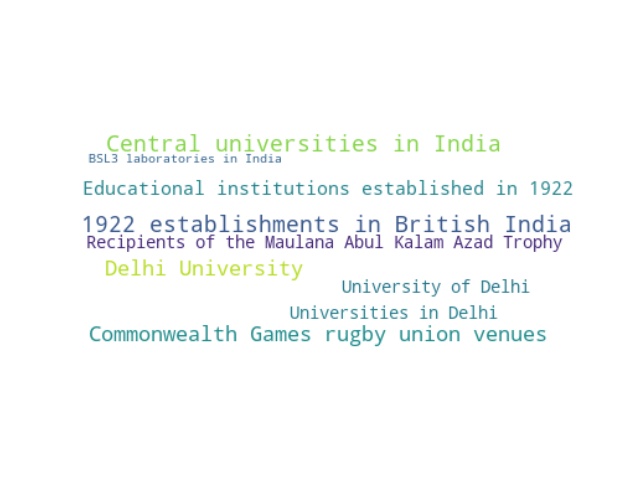 Central universities in India
BSL3 laboratories in India
Educational institutions established in 1922
1922 establishments in British India
Recipients of the Maulana Abul Kalam Azad Trophy
Delhi University
University of Delhi
Universities in Delhi
Commonwealth Games rugby union venues